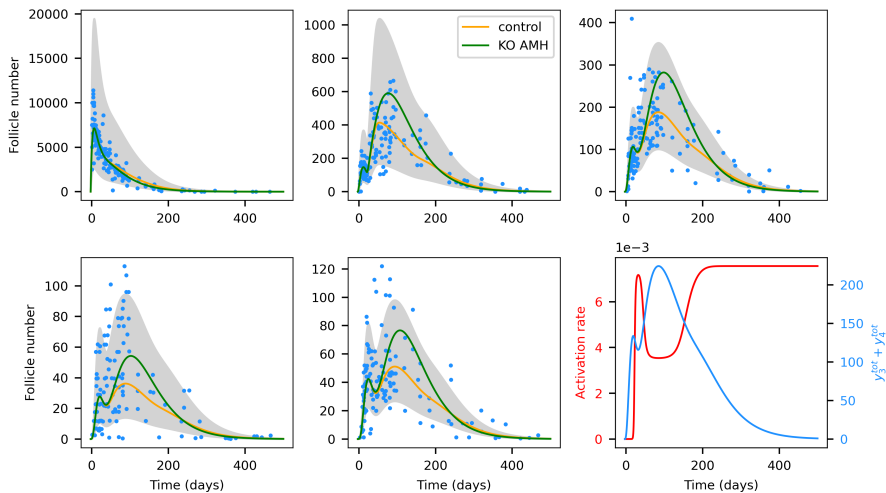 20000
15000
10000
5000
0
Follicle number
0 200 400
1000
800
600
400
200
0
control
KO AMH
0 200 400
400
300
200
100
0
0 200 400
100
80
60
40
20
0
Follicle number
0 200 400
Time (days)
120
100
80
60
40
20
0
0 200 400
Time (days)
1e−3
6
4
2
0
Activation rate
200
150
100
50
0
y₃ᵗᵒᵗ + y₄ᵗᵒᵗ
0 200 400
Time (days)